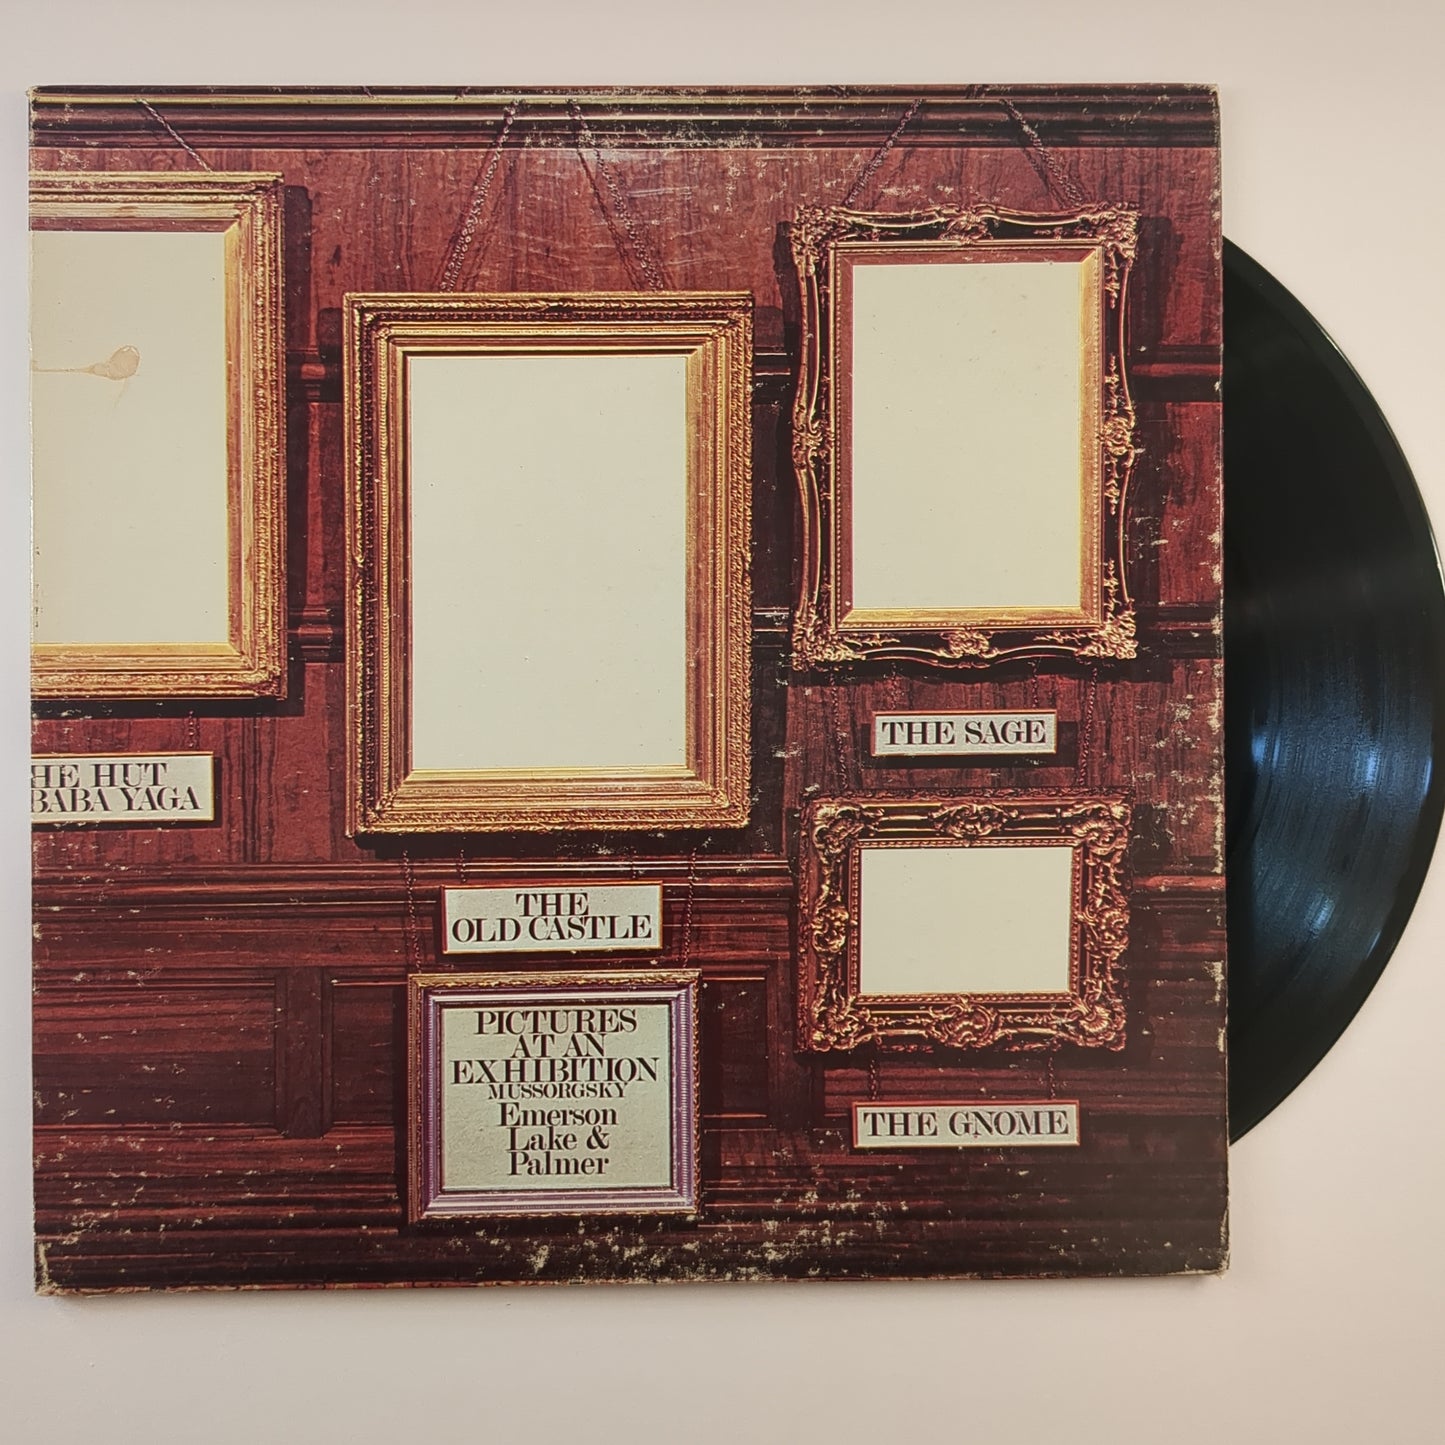 HE HUT
BABA YAGA
THE
OLD CASTLE
THE SAGE
PICTURES
AT AN
EXHIBITION
MUSSORGSKY
Emerson
Lake &
Palmer
THE GNOME